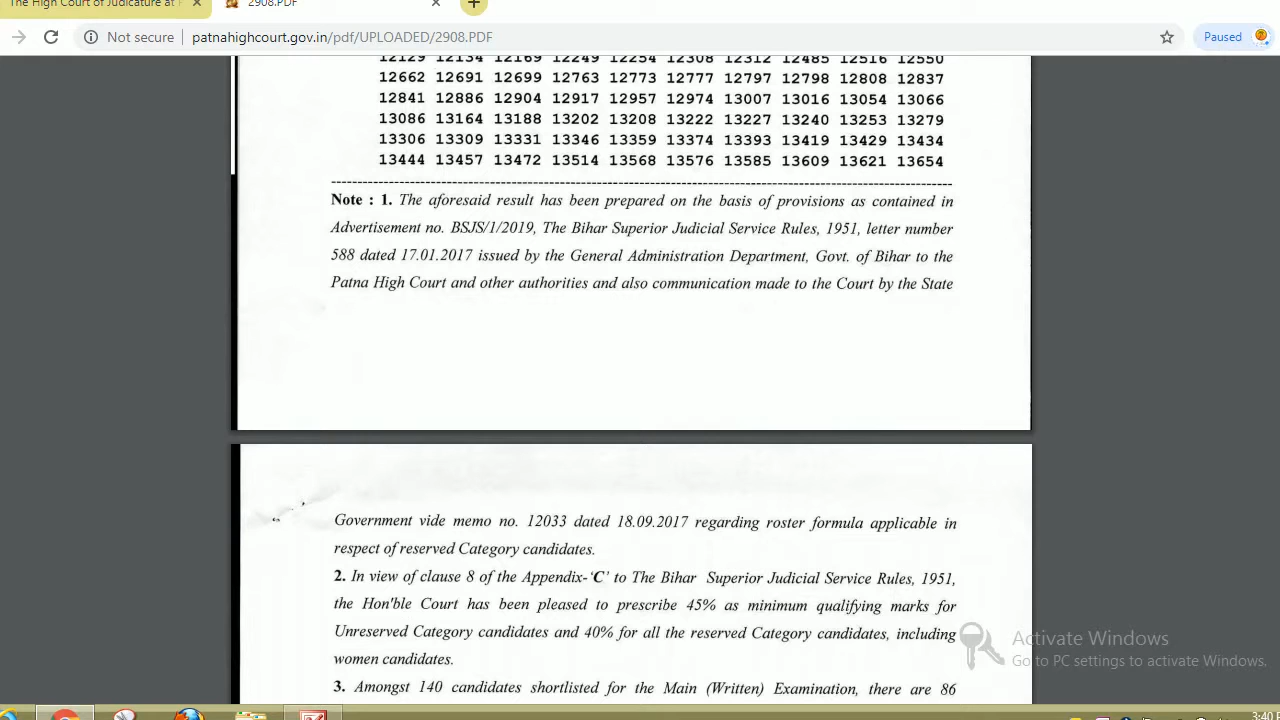 The High Court of Judicature at
2908.PDF
Not secure
patnahighcourt.gov.in/pdf/UPLOADED/2908.PDF
Paused
12129 12134 12169 12249 12254 12308 12312 12485 12516 12550
12662 12691 12699 12763 12773 12777 12797 12798 12808 12837
12841 12886 12904 12917 12957 12974 13007 13016 13054 13066
13086 13164 13188 13202 13208 13222 13227 13240 13253 13279
13306 13309 13331 13346 13359 13374 13393 13419 13429 13434
13444 13457 13472 13514 13568 13576 13585 13609 13621 13654
Note : 1. The aforesaid result has been prepared on the basis of provisions as contained in
Advertisement no. BSJS/1/2019, The Bihar Superior Judicial Service Rules, 1951, letter number
588 dated 17.01.2017 issued by the General Administration Department, Govt. of Bihar to the
Patna High Court and other authorities and also communication made to the Court by the State
Government vide memo no. 12033 dated 18.09.2017 regarding roster formula applicable in
respect of reserved Category candidates.
2. In view of clause 8 of the Appendix-‘C’ to The Bihar Superior Judicial Service Rules, 1951,
the Hon'ble Court has been pleased to prescribe 45% as minimum qualifying marks for
Unreserved Category candidates and 40% for all the reserved Category candidates, including
women candidates.
3. Amongst 140 candidates shortlisted for the Main (Written) Examination, there are 86
Activate Windows
Go to PC settings to activate Windows.